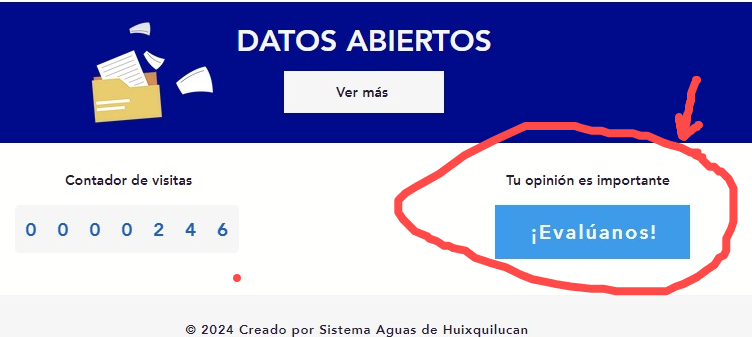 DATOS ABIERTOS
Ver más
Contador de visitas
0 0 0 0 2 4 6
Tu opinión es importante
¡Evalúanos!
© 2024 Creado por Sistema Aguas de Huixquilucan